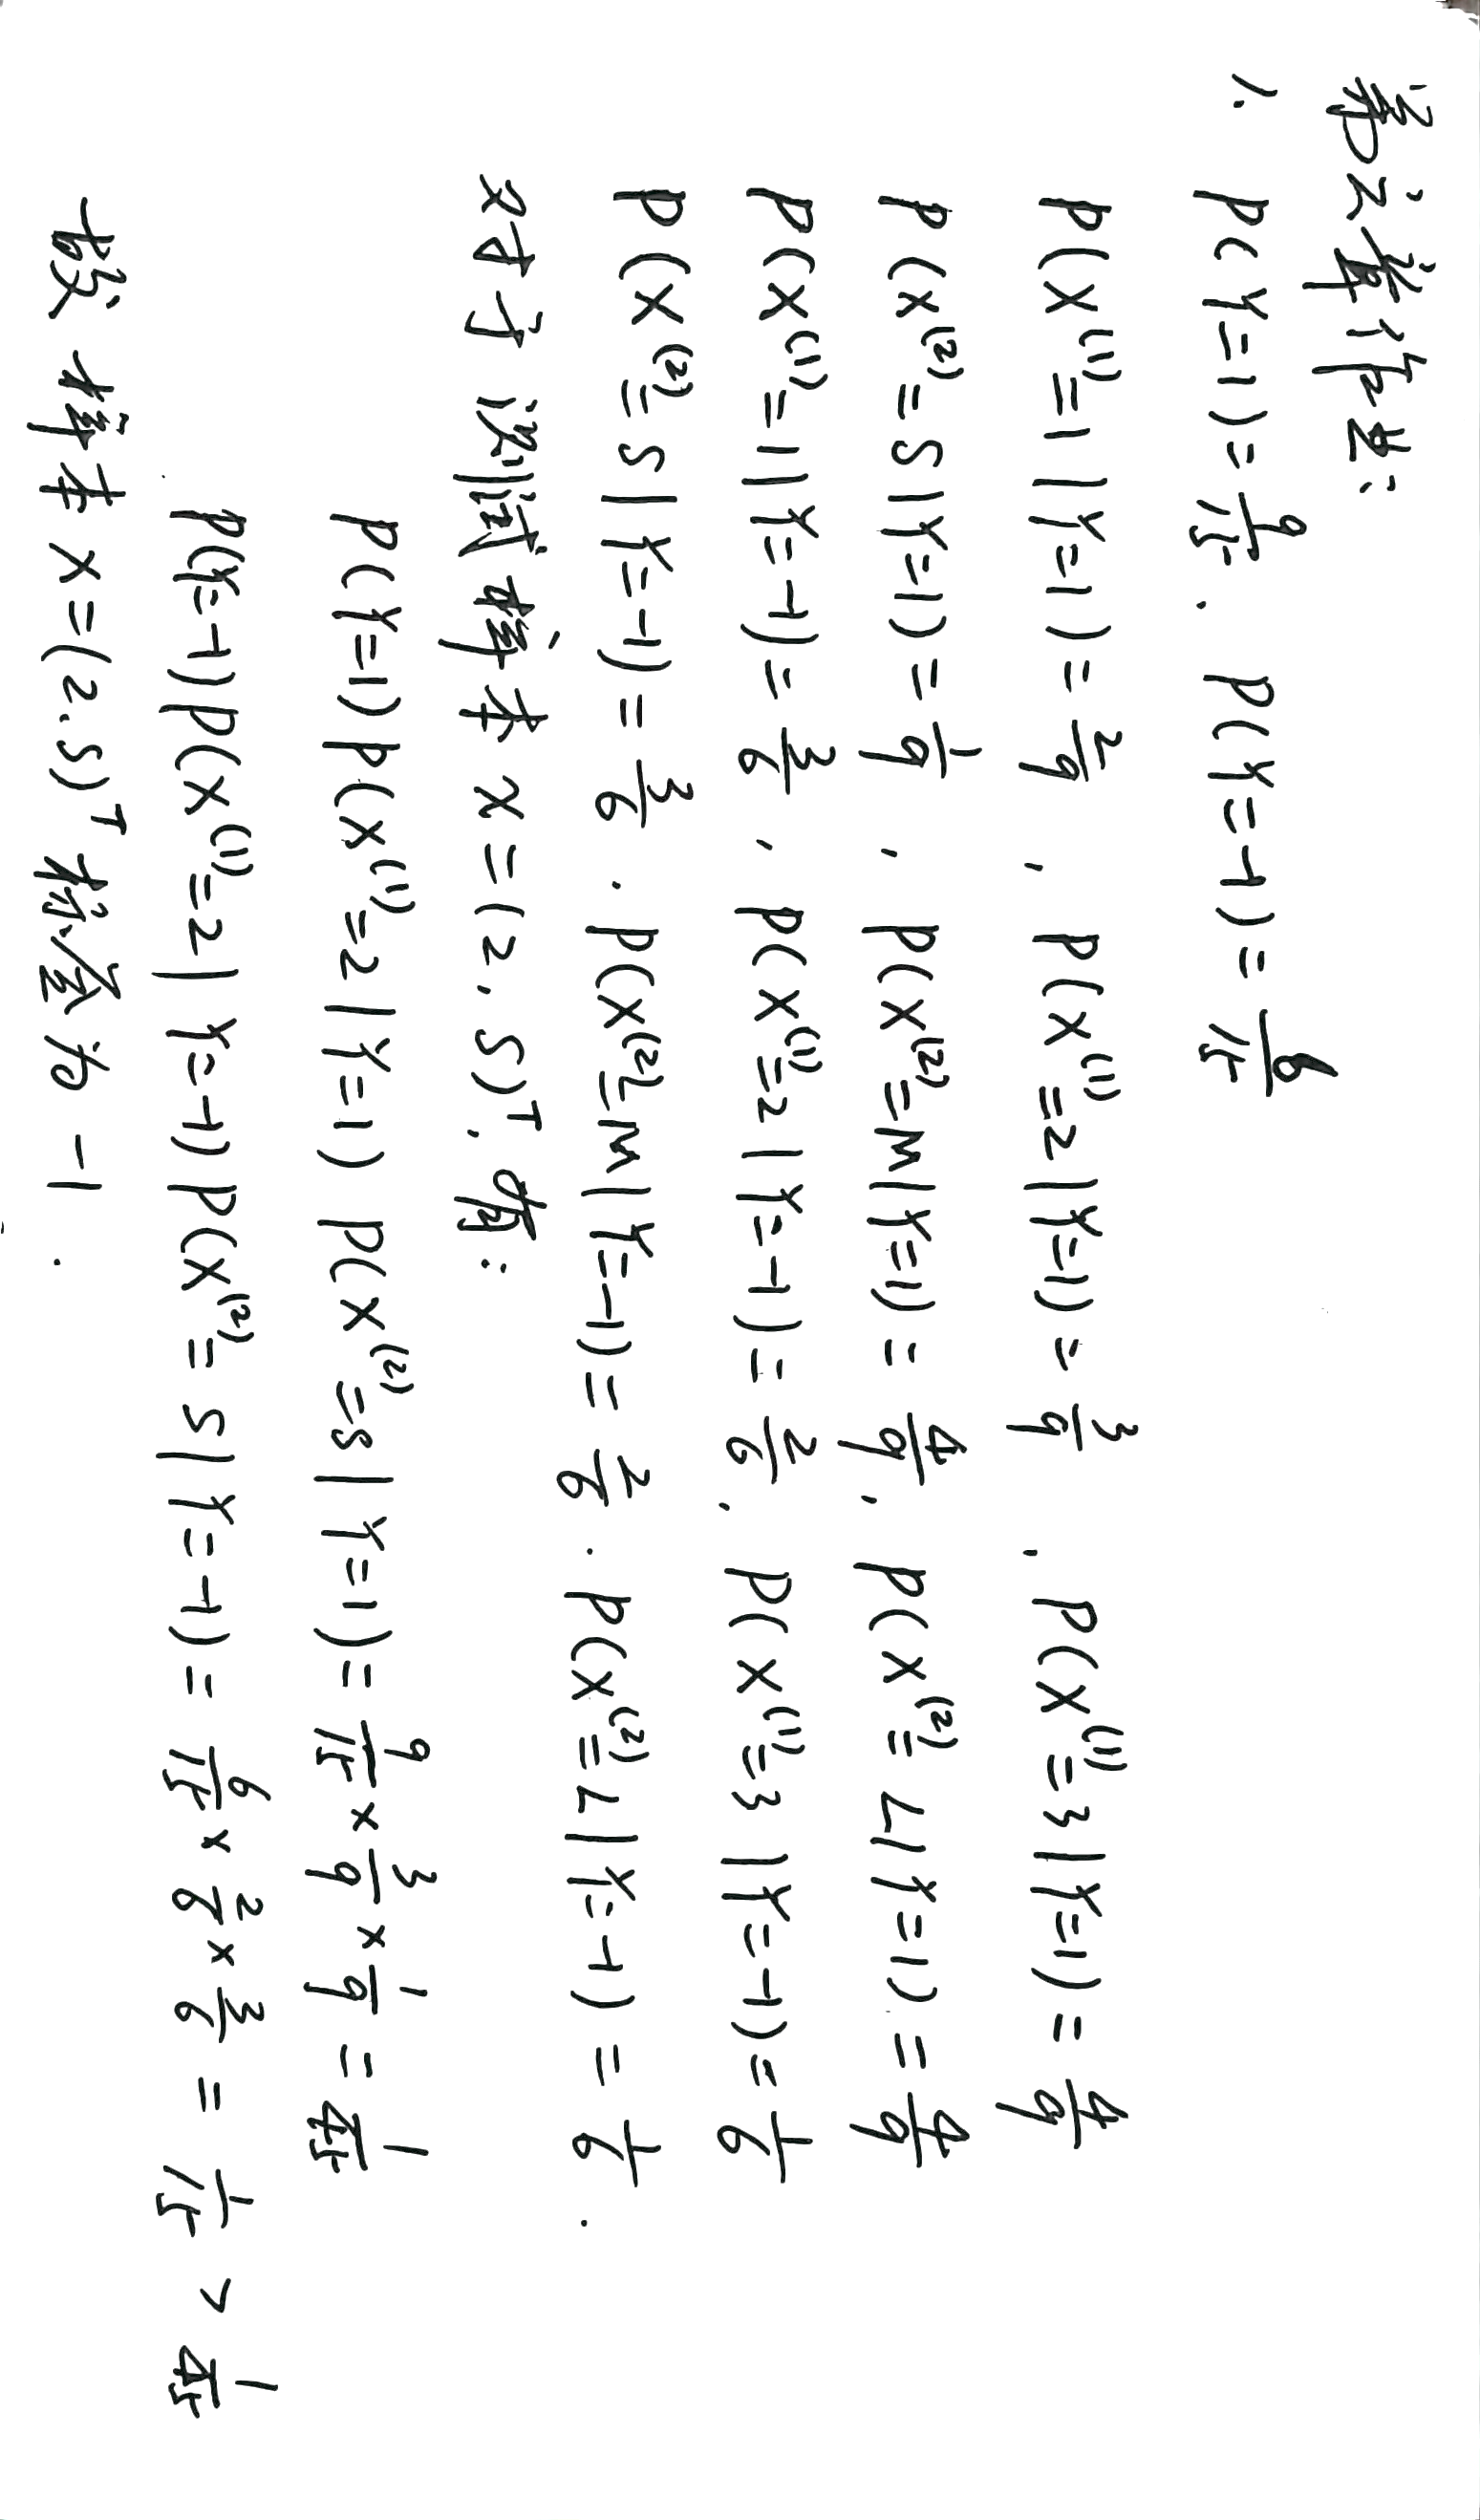 第2章作业:
1. P(Y=1) = 9/15 . P(Y=-1) = 6/15
P(X^(1)=1|Y=1) = 2/9 , P(X^(1)=2|Y=1) = 3/9 . P(X^(1)=3|Y=1) = 4/9
P(X^(2)=S|Y=1) = 1/9 , P(X^(2)=M|Y=1) = 4/9 , P(X^(2)=L|Y=1) = 4/9
P(X^(1)=1|Y=-1) = 3/6 , P(X^(1)=2|Y=-1) = 2/6 , P(X^(1)=3|Y=-1) = 1/6
P(X^(2)=S|Y=-1) = 3/6 . P(X^(2)=M|Y=-1) = 2/6 . P(X^(2)=L|Y=-1) = 1/6 .
对于测试样本 x=(2,S)^T, 有:
P(Y=1)P(X^(1)=2|Y=1)P(X^(2)=S|Y=1) = 9/15 × 3/9 × 1/9 = 1/45
P(Y=-1)P(X^(1)=2|Y=-1)P(X^(2)=S|Y=-1) = 6/15 × 2/6 × 3/6 = 1/15 > 1/45
故 样本 x=(2.S)^T 标签为 -1 .